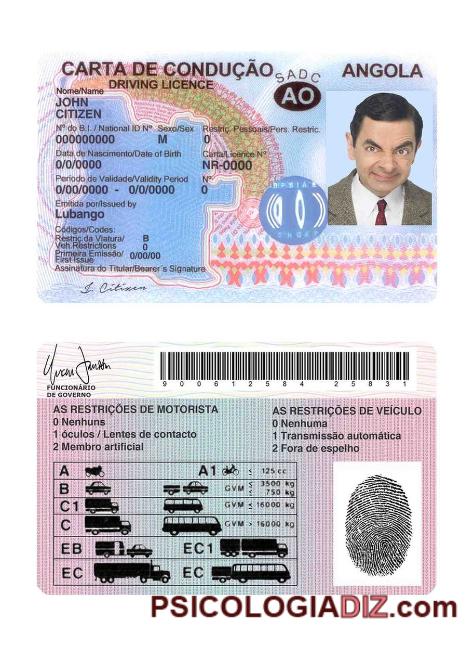 CARTA DE CONDUÇÃO SADC ANGOLA
DRIVING LICENCE AO
Nome/Name
JOHN
CITIZEN
Nº do B.I. / National ID Nº Sexo/Sex Restriç. Pessoais/Pers. Restric.
000000000 M 0
Data de Nascimento/Date of Birth Carta/Licence Nº
0/0/0000 NR-0000
Periodo de Validade/Validity Period Nº
0/00/0000 - 0/0/0000 0
Emitida por/Issued by
Lubango
Códigos/Codes:
Restriç.da Viatura/ B
Veh.Restrictions 0
Primeira Emissão/ 0/00/00
First Issue
Assinatura do Titular/Bearer´s Signature
J. Citizen
FUNCIONÁRIO
DE GOVERNO
9 0 0 6 1 2 5 8 4 2 5 8 3 1
AS RESTRIÇÕES DE MOTORISTA
0 Nenhuns
1 óculos / Lentes de contacto
2 Membro artificial
AS RESTRIÇÕES DE VEÍCULO
0 Nenhuma
1 Transmissão automática
2 Fora de espelho
A A1 ≤ 125 cc
B GVM ≤ 3500 kg
≤ 750 kg
C1 GVM ≤ 16000 kg
C GVM > 16000 kg
EB EC1
EC EC
PSICOLOGIADIZ.com